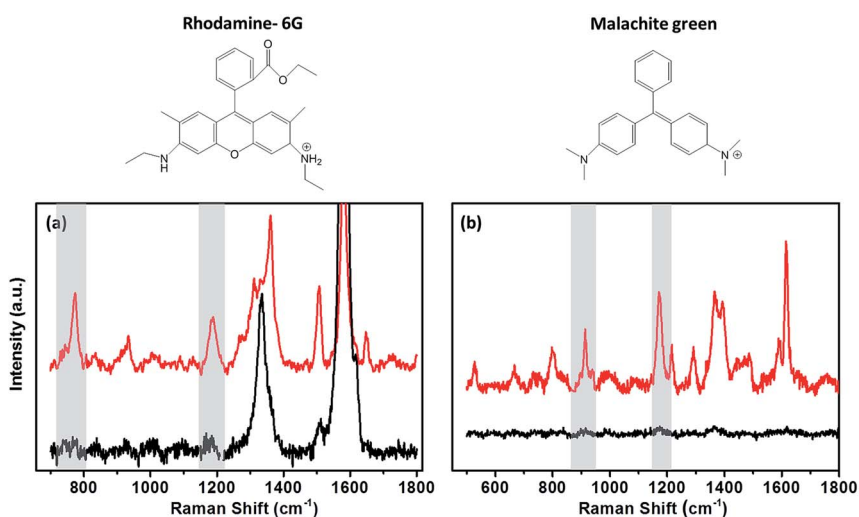 Rhodamine- 6G
Malachite green
O
O
N
H
O
NH2
+
N
N
+
(a)
(b)
Intensity (a.u.)
800 1000 1200 1400 1600 1800
600 800 1000 1200 1400 1600 1800
Raman Shift (cm-1)
Raman Shift (cm-1)